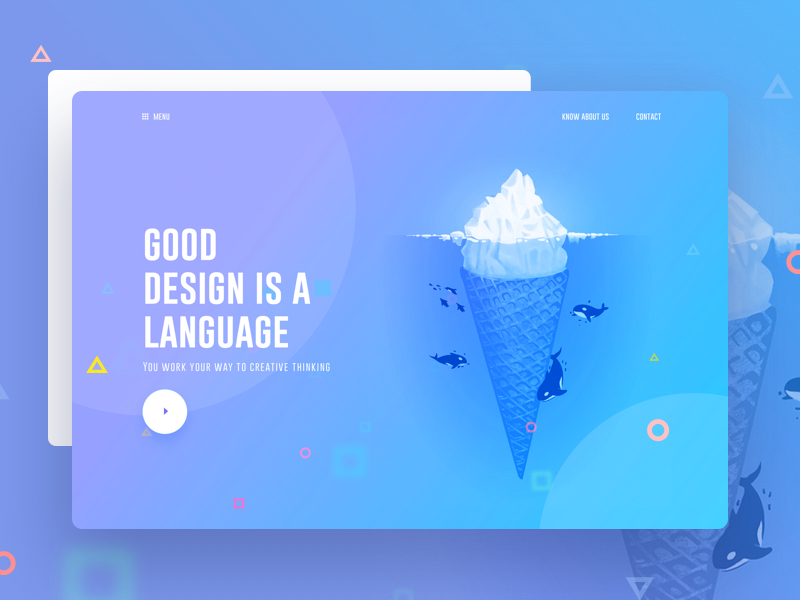 MENU
KNOW ABOUT US
CONTACT
GOOD
DESIGN IS A
LANGUAGE
YOU WORK YOUR WAY TO CREATIVE THINKING